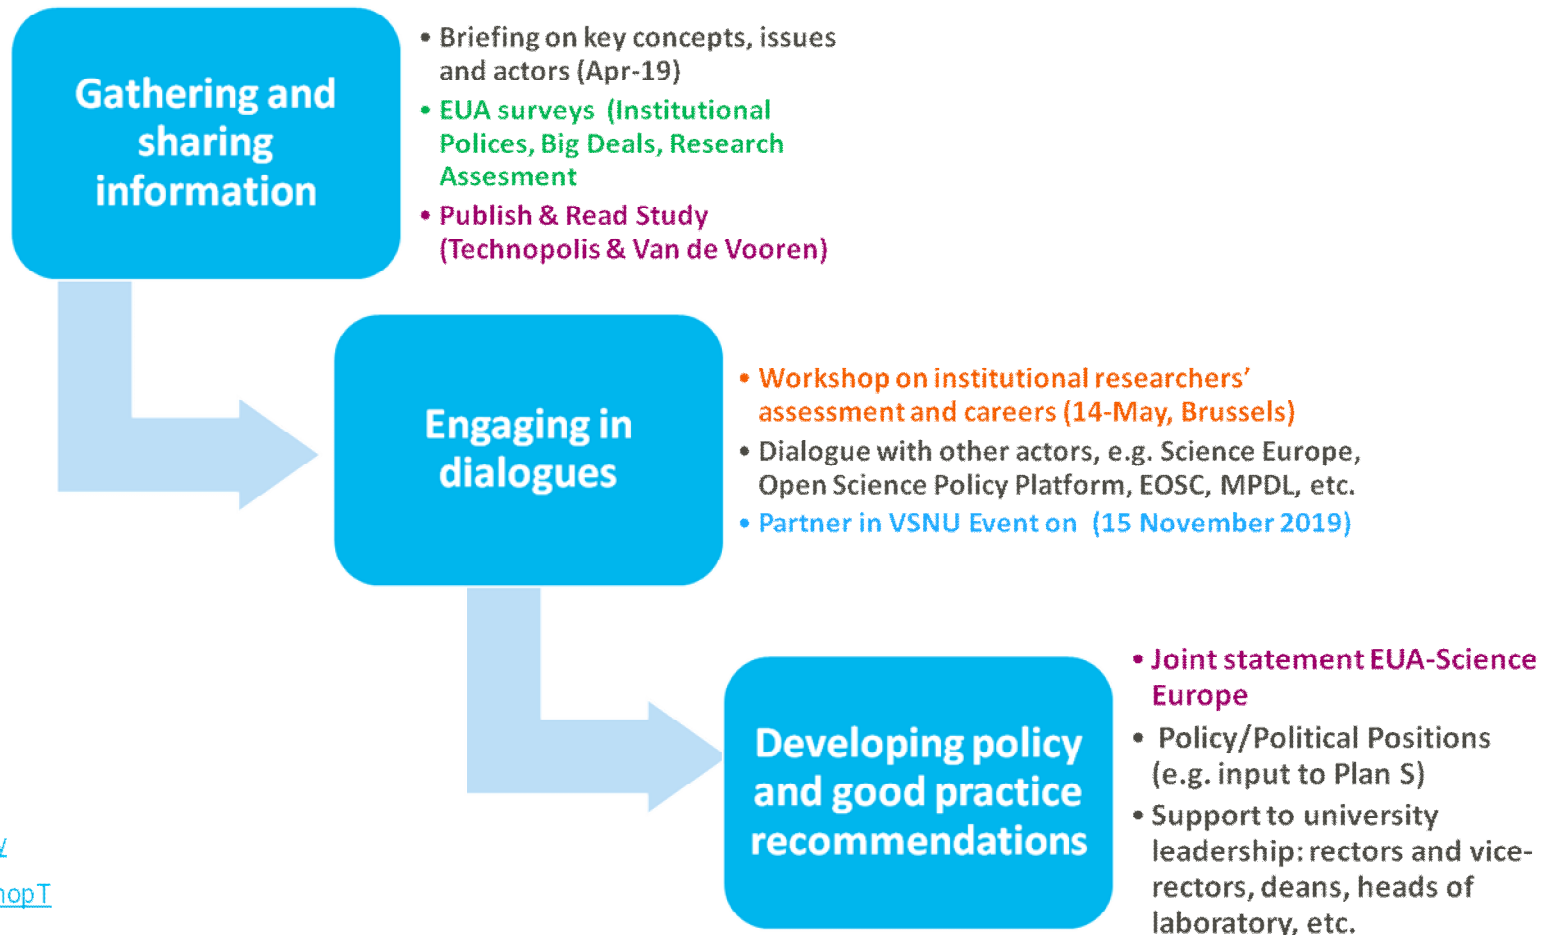 Gathering and
sharing
information
• Briefing on key concepts, issues
and actors (Apr-19)
• EUA surveys (Institutional
Polices, Big Deals, Research
Assesment
• Publish & Read Study
(Technopolis & Van de Vooren)
Engaging in
dialogues
• Workshop on institutional researchers’
assessment and careers (14-May, Brussels)
• Dialogue with other actors, e.g. Science Europe,
Open Science Policy Platform, EOSC, MPDL, etc.
• Partner in VSNU Event on (15 November 2019)
Developing policy
and good practice
recommendations
• Joint statement EUA-Science
Europe
• Policy/Political Positions
(e.g. input to Plan S)
• Support to university
leadership: rectors and vice-
rectors, deans, heads of
laboratory, etc.